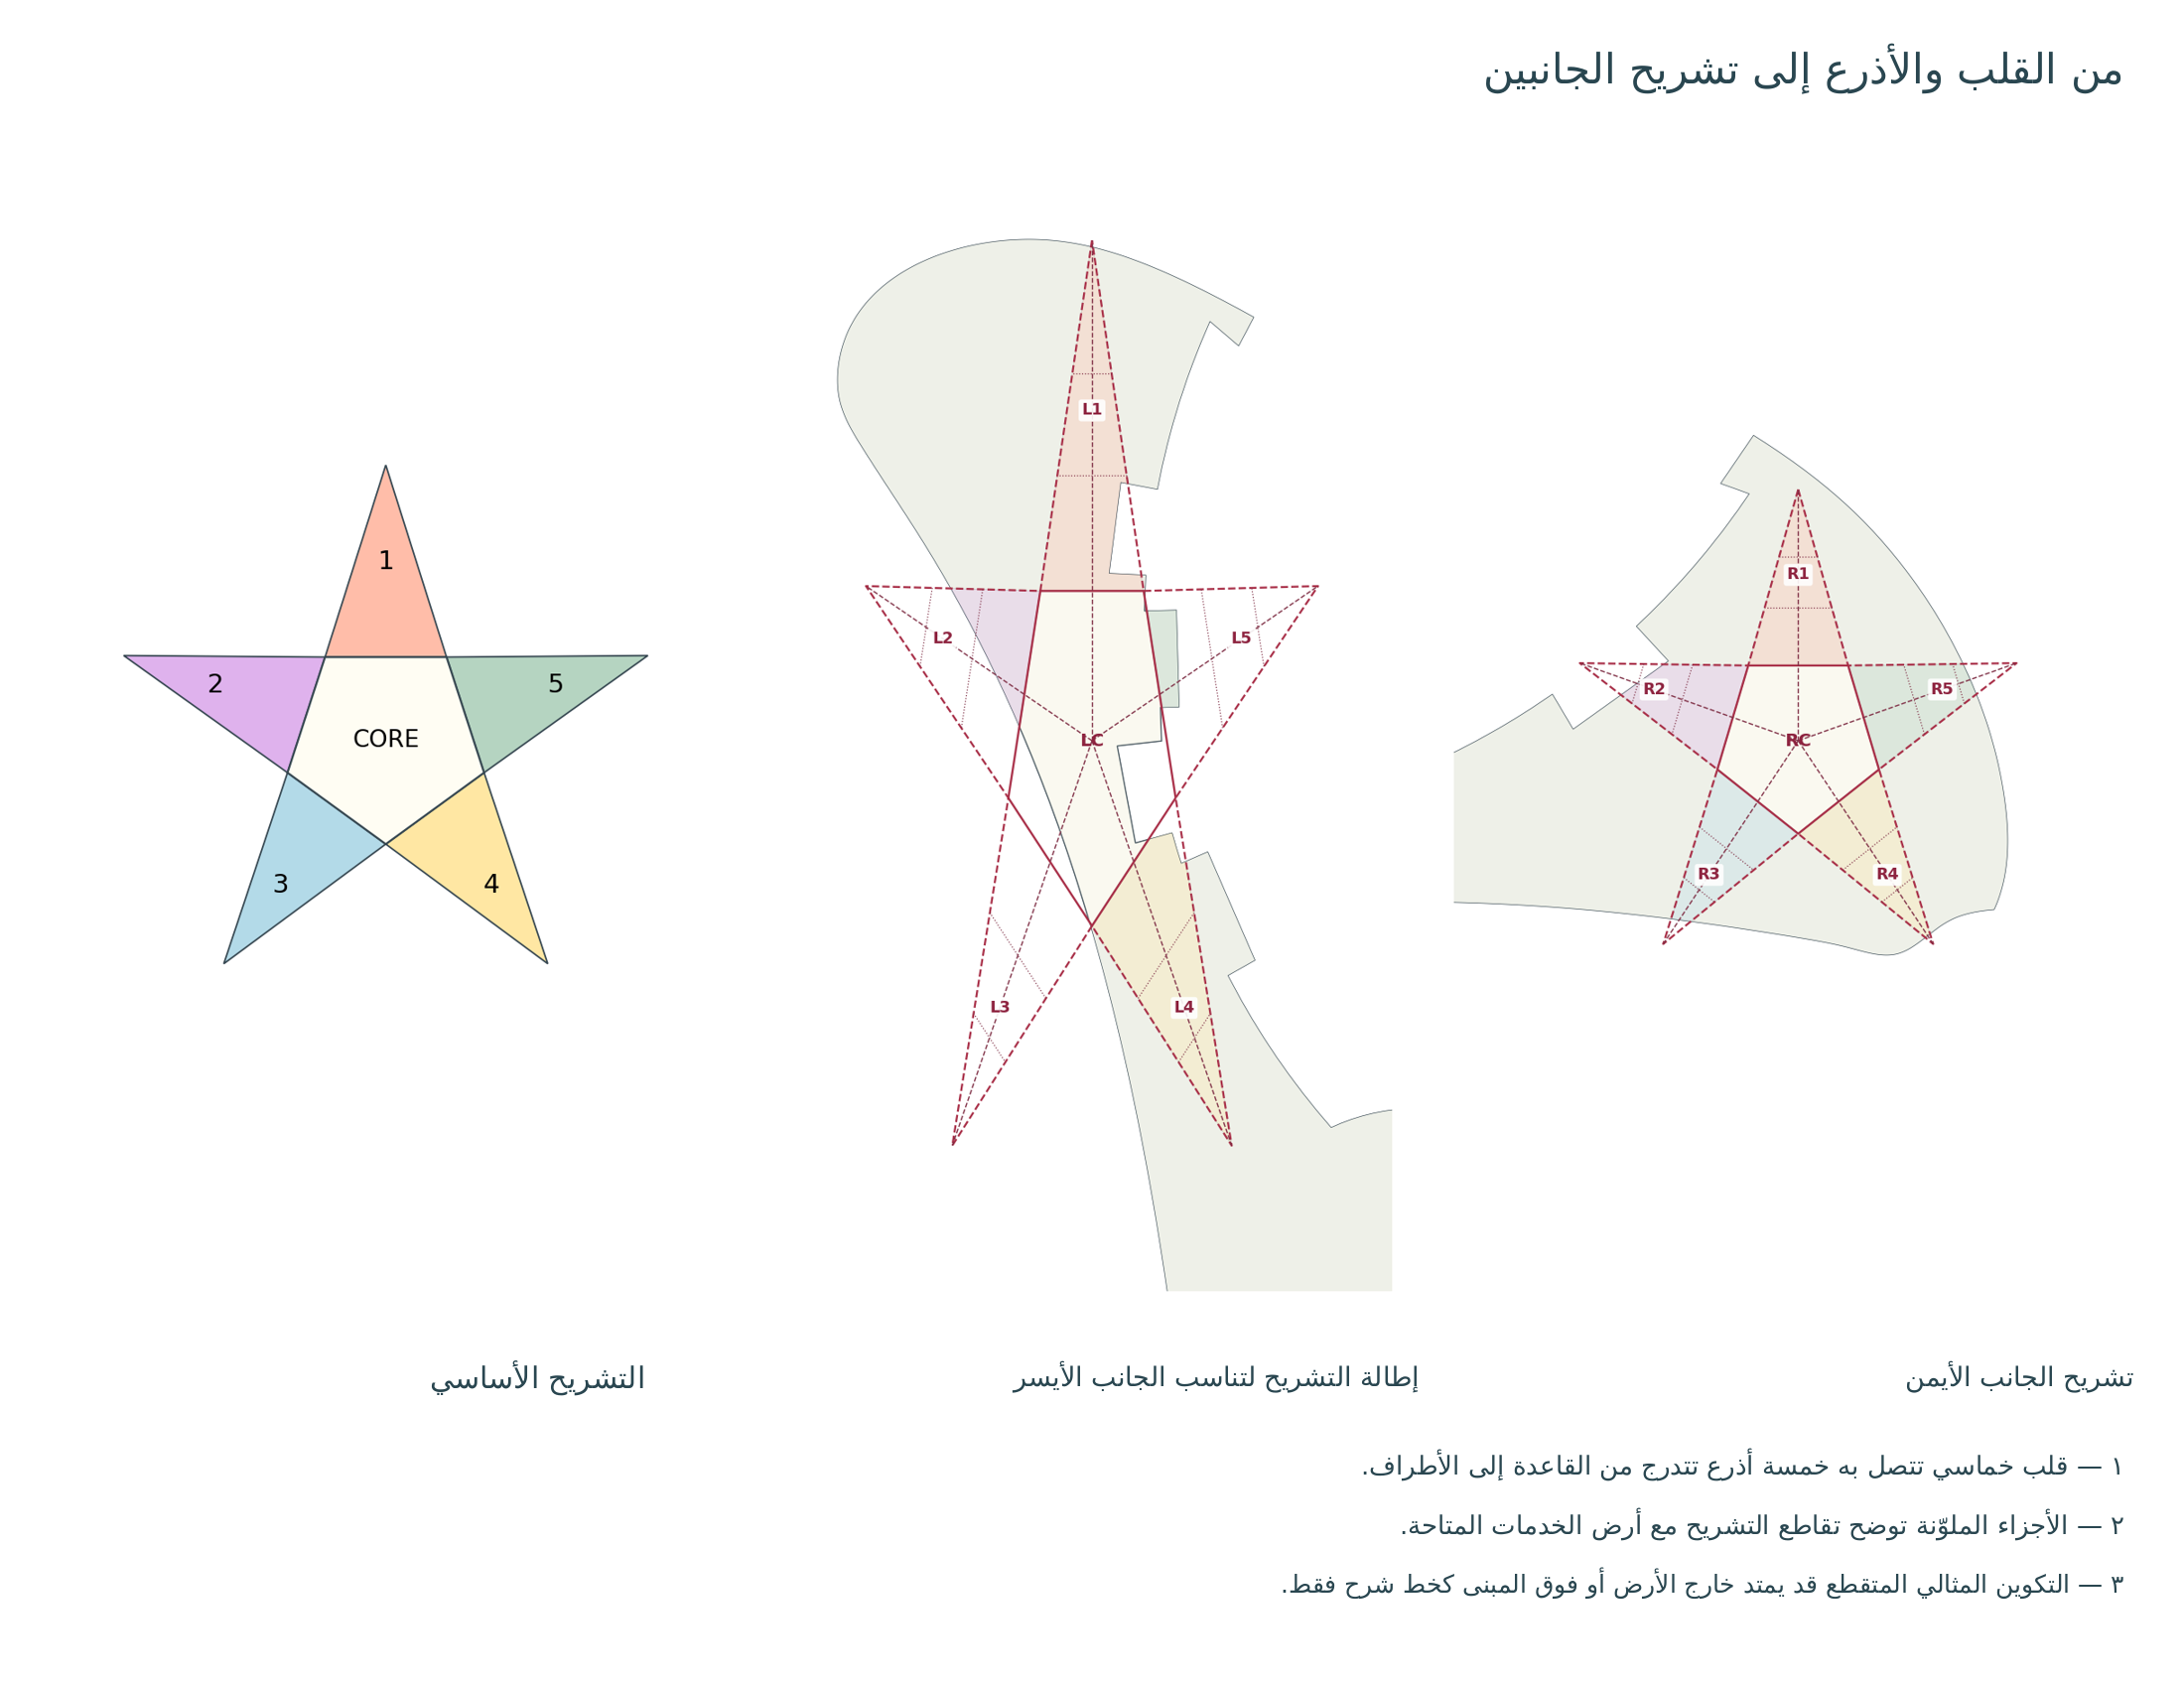 من القلب والأذرع إلى تشريح الجانبين
1
2
5
CORE
3
4
L1
L2
L5
LC
L3
L4
R1
R2
R5
RC
R3
R4
التشريح الأساسي
إطالة التشريح لتناسب الجانب الأيسر
تشريح الجانب الأيمن
١ — قلب خماسي تتصل به خمسة أذرع تتدرج من القاعدة إلى الأطراف.
٢ — الأجزاء الملوّنة توضح تقاطع التشريح مع أرض الخدمات المتاحة.
٣ — التكوين المثالي المتقطع قد يمتد خارج الأرض أو فوق المبنى كخط شرح فقط.